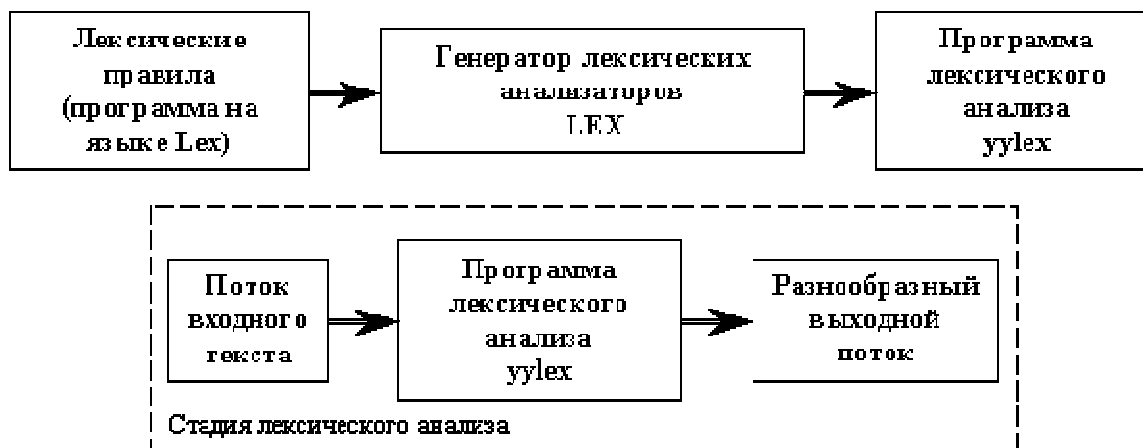 Лексические
правила
(программа на
языке Lex)
Генератор лексических
анализаторов
LEX
Программа
лексического
анализа
yylex
Поток
входного
текста
Программа
лексического
анализа
yylex
Разнообразный
выходной
поток
Стадия лексического анализа